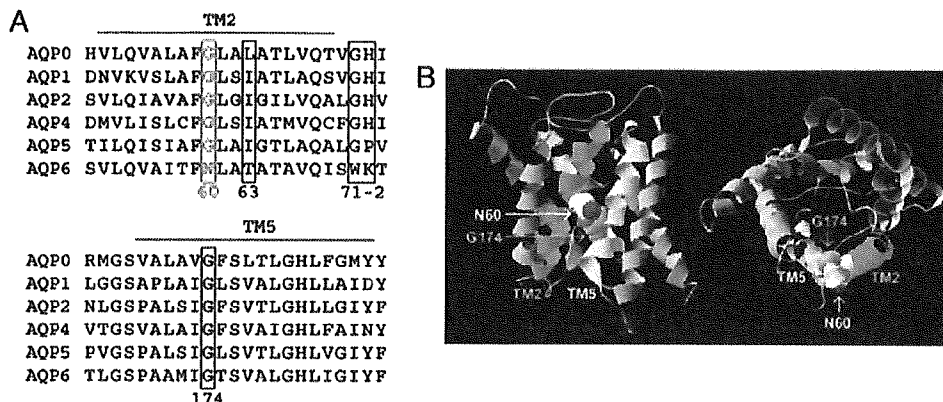 A
TM2
AQP0 HVLQVALAFGLALATLVQTVGHI
AQP1 DNVKVSLAFGLSIATLAQSVGHI
AQP2 SVLQIAVAFGLGIGILVQALGHV
AQP4 DMVLISLCFGLSIATMVQCFGHI
AQP5 TILQISIAFGLAIGTLAQALGPV
AQP6 SVLQVAITFNLATATAVQISWKT
60 63 71-2
TM5
AQP0 RMGSVALAVGFSLTLGHLFGMYY
AQP1 LGGSAPLAIGLSVALGHLLAIDY
AQP2 NLGSPALSIGFSVTLGHLLGIYF
AQP4 VTGSVALAIGFSVAIGHLFAINY
AQP5 PVGSPALSIGLSVTLGHLVGIYF
AQP6 TLGSPAAMIGTSVALGHLIGIYF
174
B
N60
G174
TM2 TM5
G174
TM5 TM2
N60